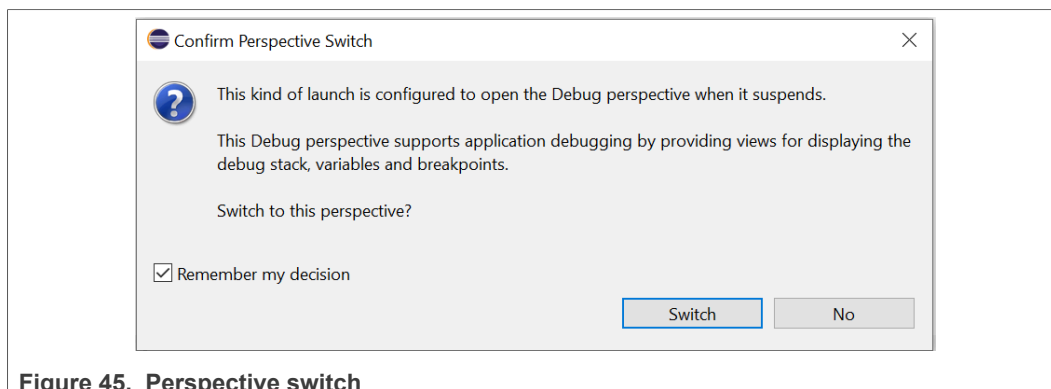 Confirm Perspective Switch
This kind of launch is configured to open the Debug perspective when it suspends.
This Debug perspective supports application debugging by providing views for displaying the
debug stack, variables and breakpoints.
Switch to this perspective?
Remember my decision
Switch No
Figure 45. Perspective switch